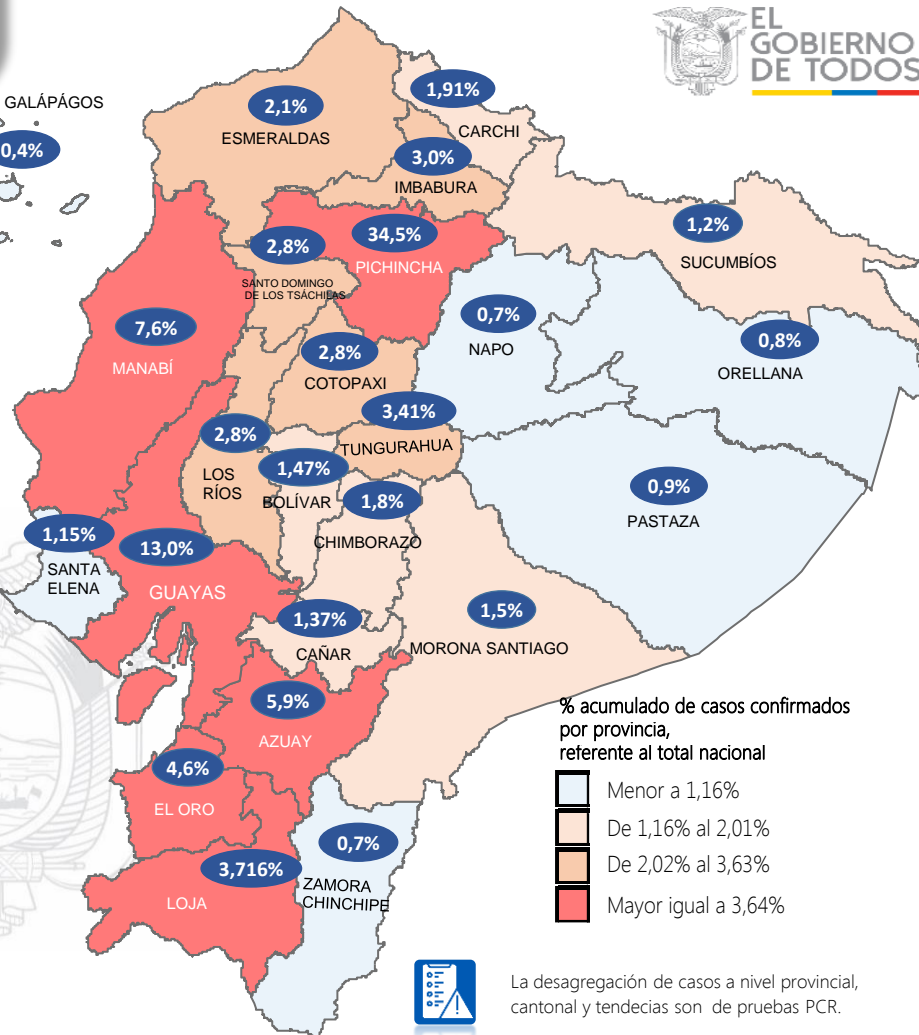 EL
GOBIERNO
DE TODOS
GALÁPÁGOS
0,4%
2,1%
ESMERALDAS
1,91%
CARCHI
3,0%
IMBABURA
1,2%
SUCUMBÍOS
2,8%
SANTO DOMINGO
DE LOS TSÁCHILAS
34,5%
PICHINCHA
7,6%
MANABÍ
0,7%
NAPO
0,8%
ORELLANA
2,8%
COTOPAXI
3,41%
TUNGURAHUA
2,8%
LOS
RÍOS
1,47%
BOLÍVAR
1,8%
CHIMBORAZO
0,9%
PASTAZA
1,15%
SANTA
ELENA
13,0%
GUAYAS
1,37%
CAÑAR
1,5%
MORONA SANTIAGO
5,9%
AZUAY
4,6%
EL ORO
3,716%
LOJA
0,7%
ZAMORA
CHINCHIPE
% acumulado de casos confirmados
por provincia,
referente al total nacional
Menor a 1,16%
De 1,16% al 2,01%
De 2,02% al 3,63%
Mayor igual a 3,64%
La desagregación de casos a nivel provincial,
cantonal y tendecias son de pruebas PCR.